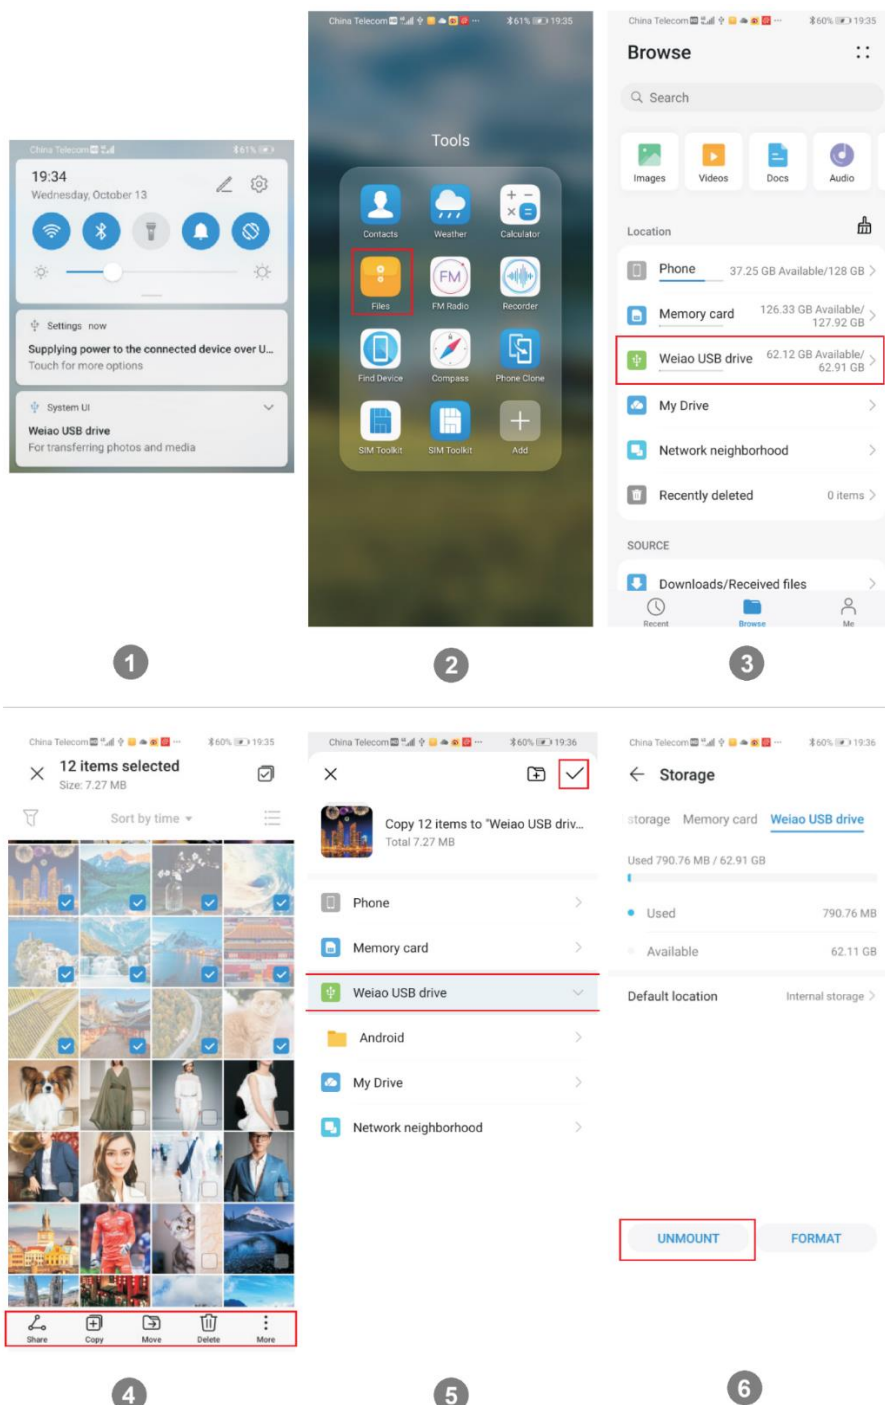 China Telecom
61%
19:34
Wednesday, October 13
Settings now
Supplying power to the connected device over U...
Touch for more options
System UI
Weiao USB drive
For transferring photos and media
1
China Telecom
61% 19:35
Tools
Contacts
Weather
Calculator
Files
FM
FM Radio
Recorder
Find Device
Compass
Phone Clone
SIM Toolkit
SIM Toolkit
Add
2
China Telecom
60% 19:35
Browse
Search
Images
Videos
Docs
Audio
Location
Phone
37.25 GB Available/128 GB
Memory card
126.33 GB Available/
127.92 GB
Weiao USB drive
62.12 GB Available/
62.91 GB
My Drive
Network neighborhood
Recently deleted
0 items
SOURCE
Downloads/Received files
Recent
Browse
Me
3
China Telecom
60% 19:35
12 items selected
Size: 7.27 MB
Sort by time
Share
Copy
Move
Delete
More
4
China Telecom
60% 19:36
Copy 12 items to "Weiao USB driv...
Total 7.27 MB
Phone
Memory card
Weiao USB drive
Android
My Drive
Network neighborhood
5
China Telecom
60% 19:36
Storage
storage
Memory card
Weiao USB drive
Used 790.76 MB / 62.91 GB
Used
790.76 MB
Available
62.11 GB
Default location
Internal storage
UNMOUNT
FORMAT
6